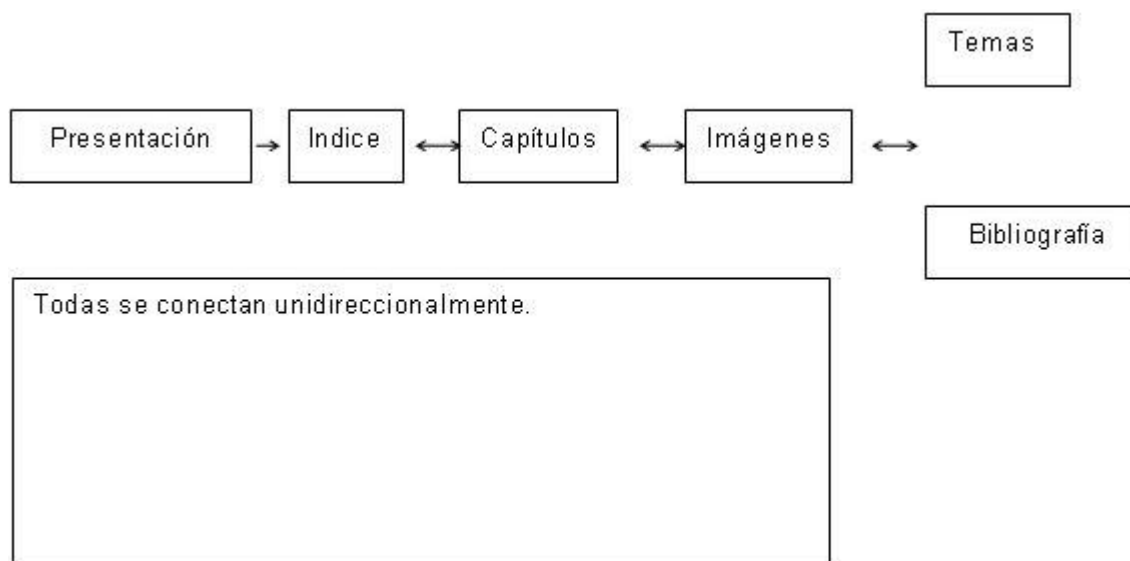 Temas
Presentación
Indice
Capítulos
Imágenes
Bibliografía
Todas se conectan unidireccionalmente.